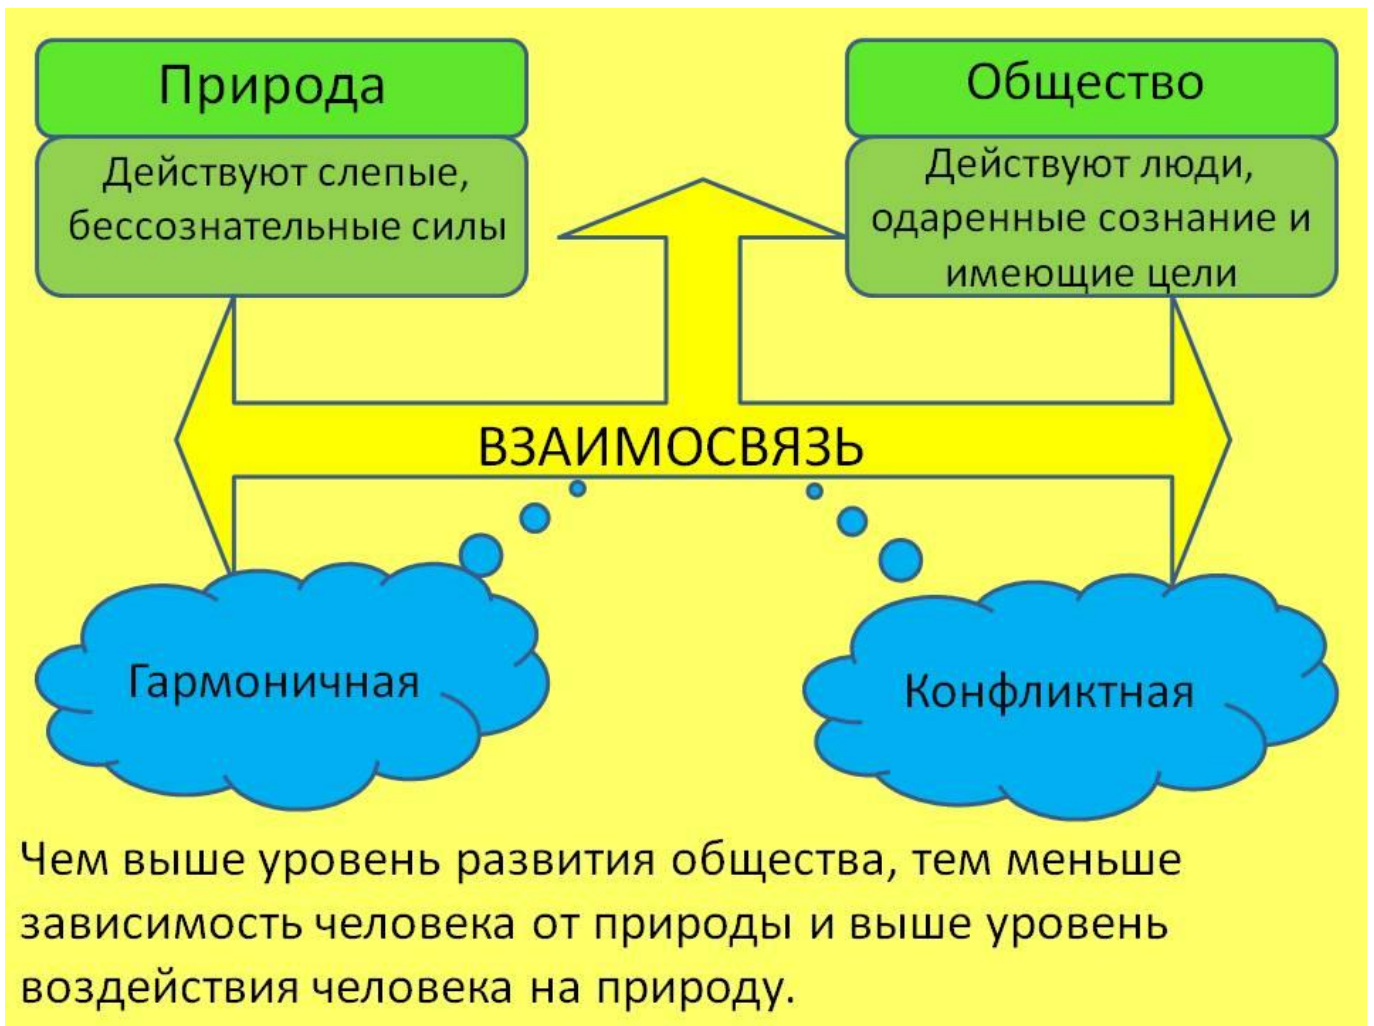 Природа
Действуют слепые,
бессознательные силы
Общество
Действуют люди,
одаренные сознание и
имеющие цели
ВЗАИМОСВЯЗЬ
Гармоничная
Конфликтная
Чем выше уровень развития общества, тем меньше
зависимость человека от природы и выше уровень
воздействия человека на природу.